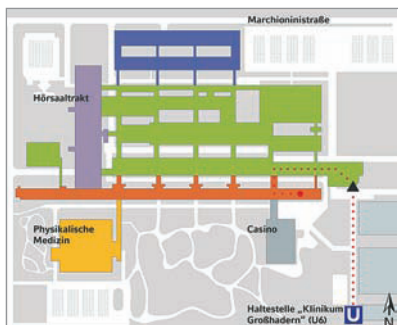 Marchioninistraße
Hörsaaltrakt
Physikalische
Medizin
Casino
Haltestelle „Klinikum
Großhadern“ (U6)
U
N